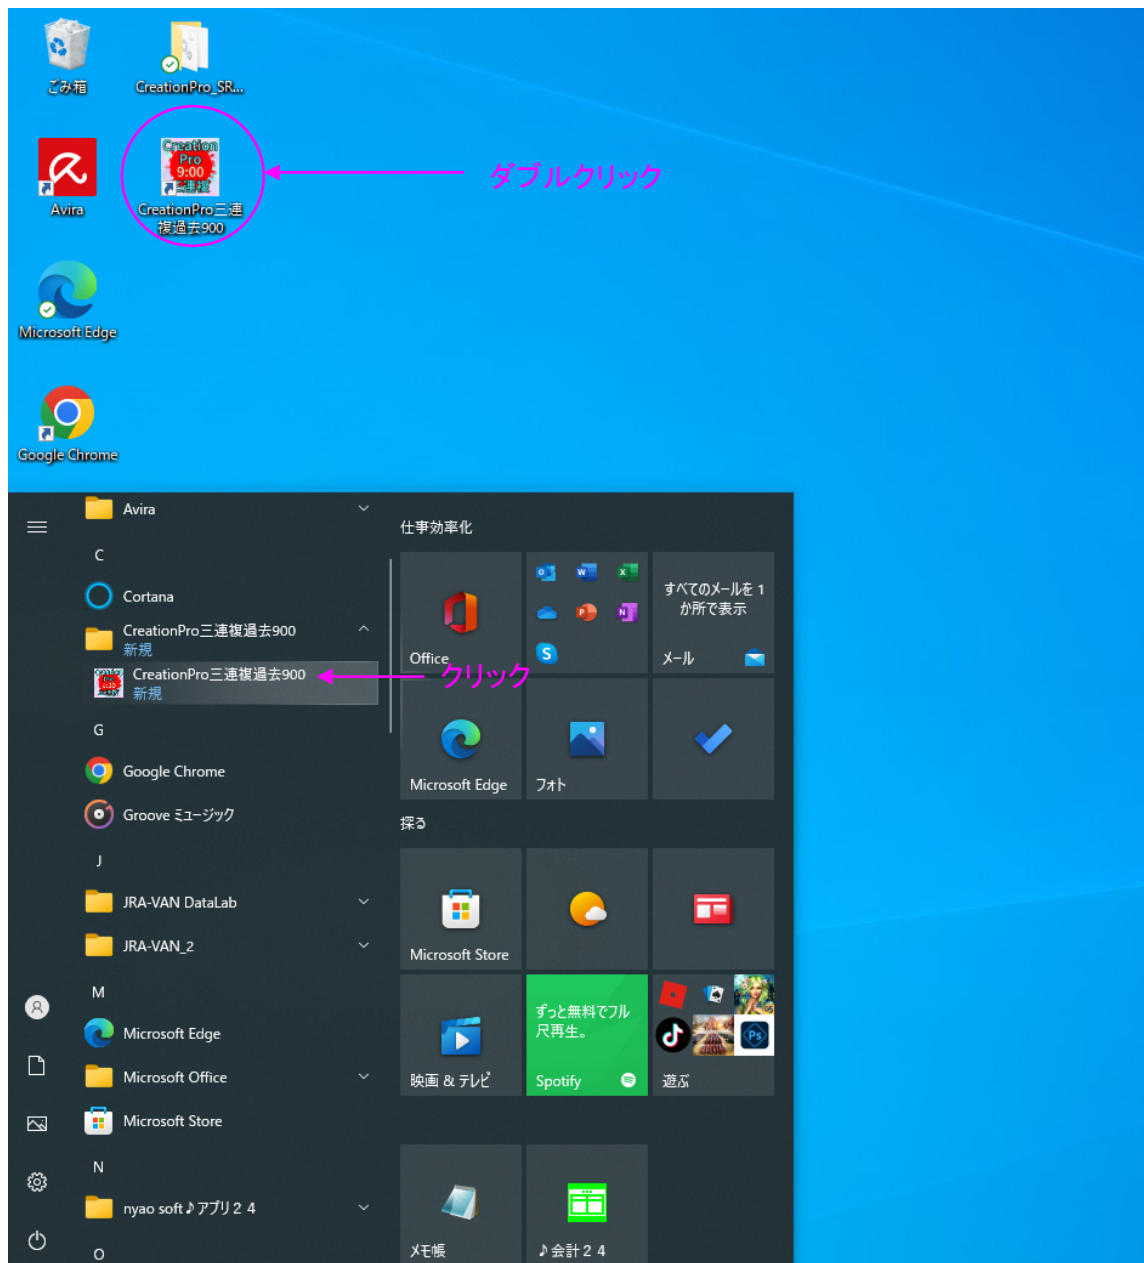 ごみ箱
CreationPro_SR...
Avira
Creation
Pro
9:00
三連複
CreationPro三連
複過去900
ダブルクリック
Microsoft Edge
Google Chrome
Avira
C
Cortana
CreationPro三連複過去900
新規
CreationPro三連複過去900
新規
クリック
G
Google Chrome
Groove ミュージック
J
JRA-VAN DataLab
JRA-VAN_2
M
Microsoft Edge
Microsoft Office
Microsoft Store
N
nyao soft♪アプリ２４
O
仕事効率化
Office
すべてのメールを 1
か所で表示
メール
Microsoft Edge
フォト
探る
Microsoft Store
映画 & テレビ
ずっと無料でフル
尺再生。
Spotify
Ps
遊ぶ
メモ帳
♪会計２４